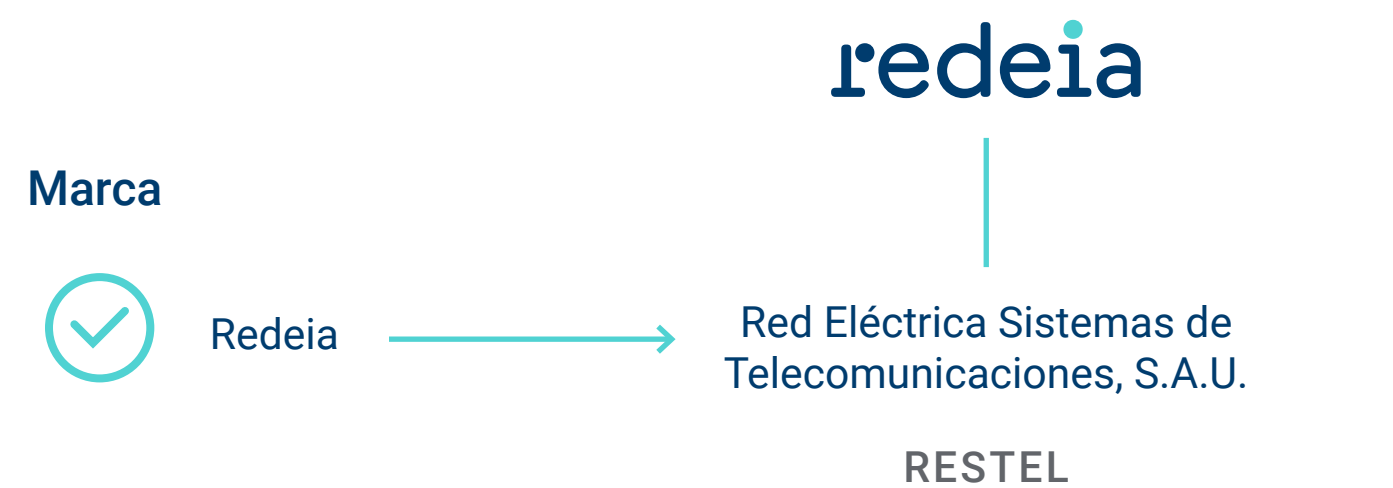 redeia
Marca
Redeia
Red Eléctrica Sistemas de
Telecomunicaciones, S.A.U.
RESTEL